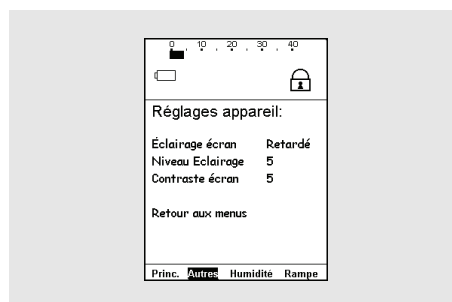 0 . 10 . 20 . 30 . 40
Réglages appareil:
Éclairage écran Retardé
Niveau Eclairage 5
Contraste écran 5
Retour aux menus
Princ. Autres Humidité Rampe